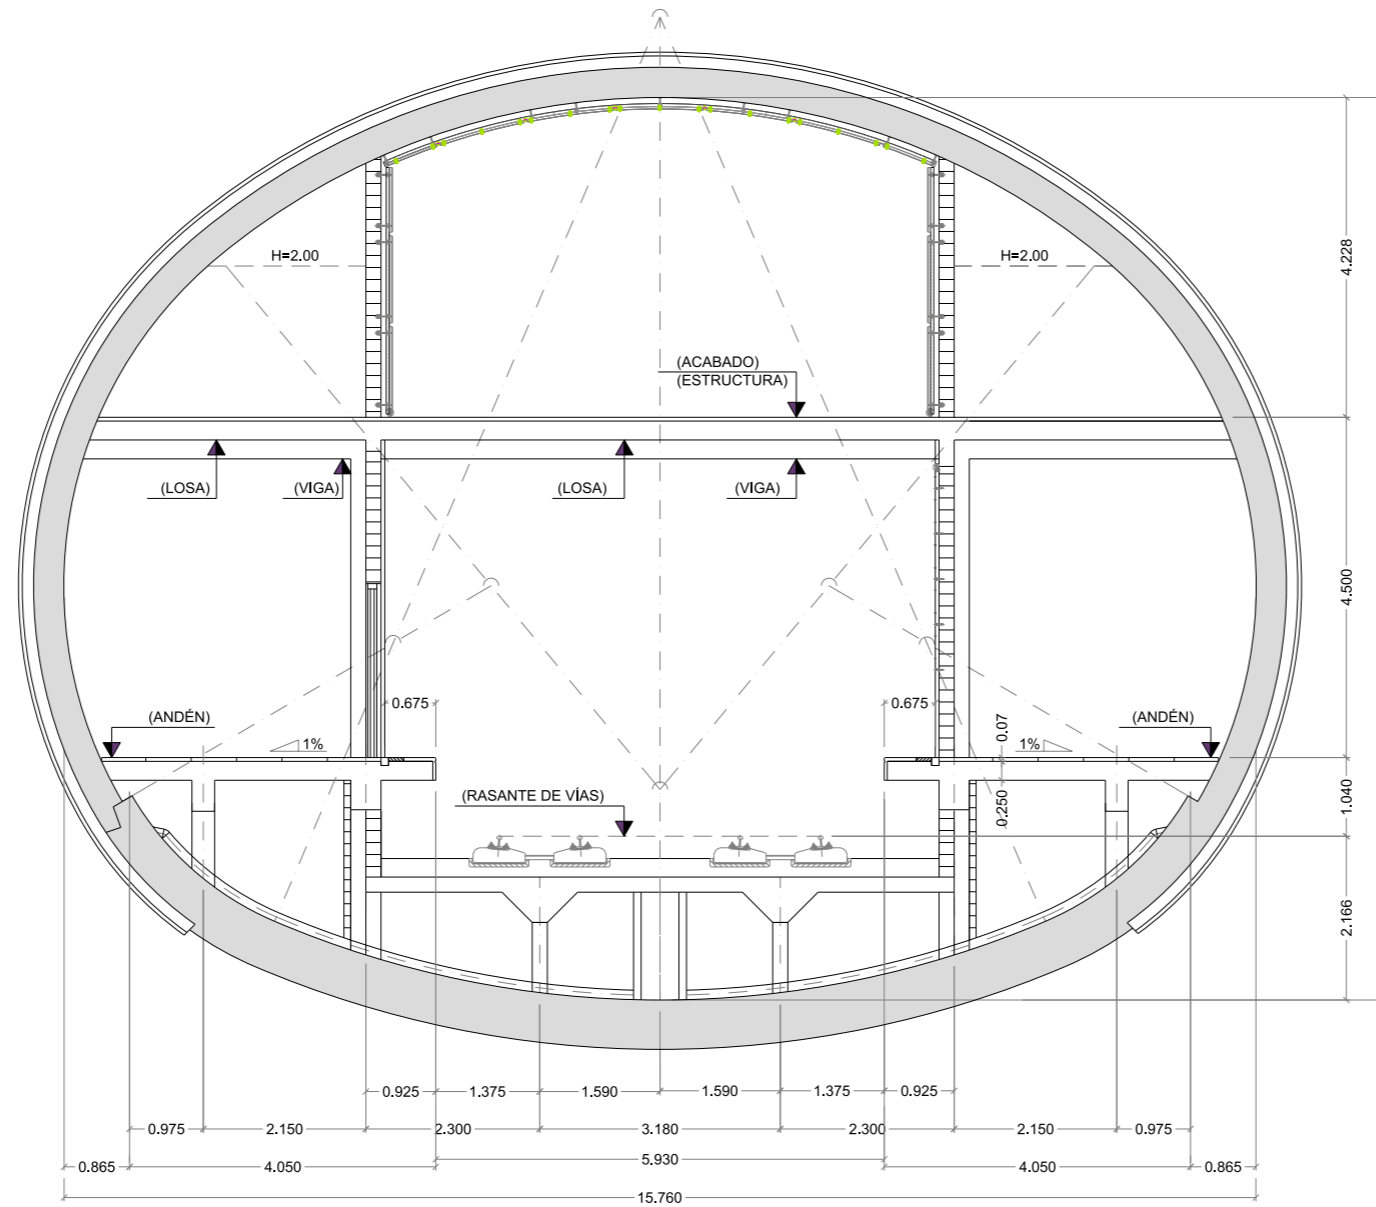 H=2.00
H=2.00
4.228
(ACABADO)
(ESTRUCTURA)
(LOSA)
(VIGA)
(LOSA)
(VIGA)
4.500
0.675
0.675
(ANDÉN)
1%
0.07
1%
(ANDÉN)
(RASANTE DE VÍAS)
0.250
1.040
2.166
0.925
1.375
1.590
1.590
1.375
0.925
0.975
2.150
2.300
3.180
2.300
2.150
0.975
0.865
4.050
5.930
4.050
0.865
15.760